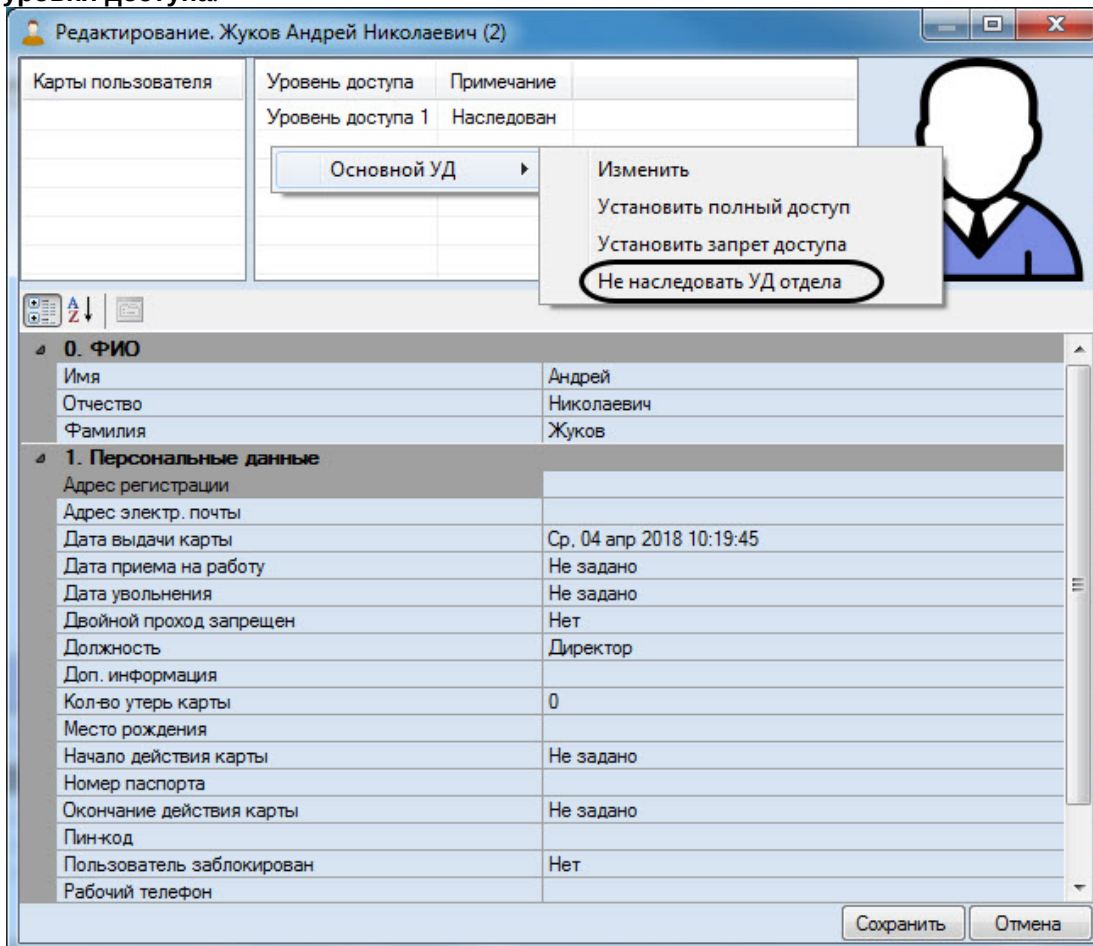 уровни доступа.
Редактирование. Жуков Андрей Николаевич (2)
Карты пользователя
Уровень доступа Примечание
Уровень доступа 1 Наследован
Основной УД
Изменить
Установить полный доступ
Установить запрет доступа
Не наследовать УД отдела
0. ФИО
Имя Андрей
Отчество Николаевич
Фамилия Жуков
1. Персональные данные
Адрес регистрации
Адрес электр. почты
Дата выдачи карты Ср, 04 апр 2018 10:19:45
Дата приема на работу Не задано
Дата увольнения Не задано
Двойной проход запрещен Нет
Должность Директор
Доп. информация
Кол-во утерь карты 0
Место рождения
Начало действия карты Не задано
Номер паспорта
Окончание действия карты Не задано
Пин-код
Пользователь заблокирован Нет
Рабочий телефон
Сохранить Отмена